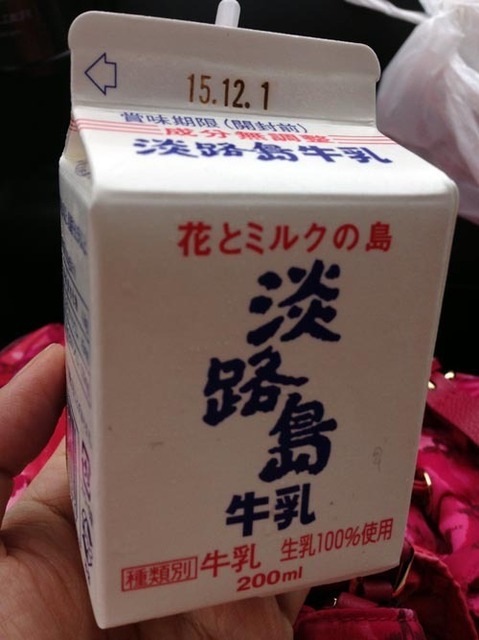 15.12.1
賞味期限(開封前)
成分無調整
淡路島牛乳
花とミルクの島
淡路島
牛乳
種類別 牛乳 生乳100%使用
200ml